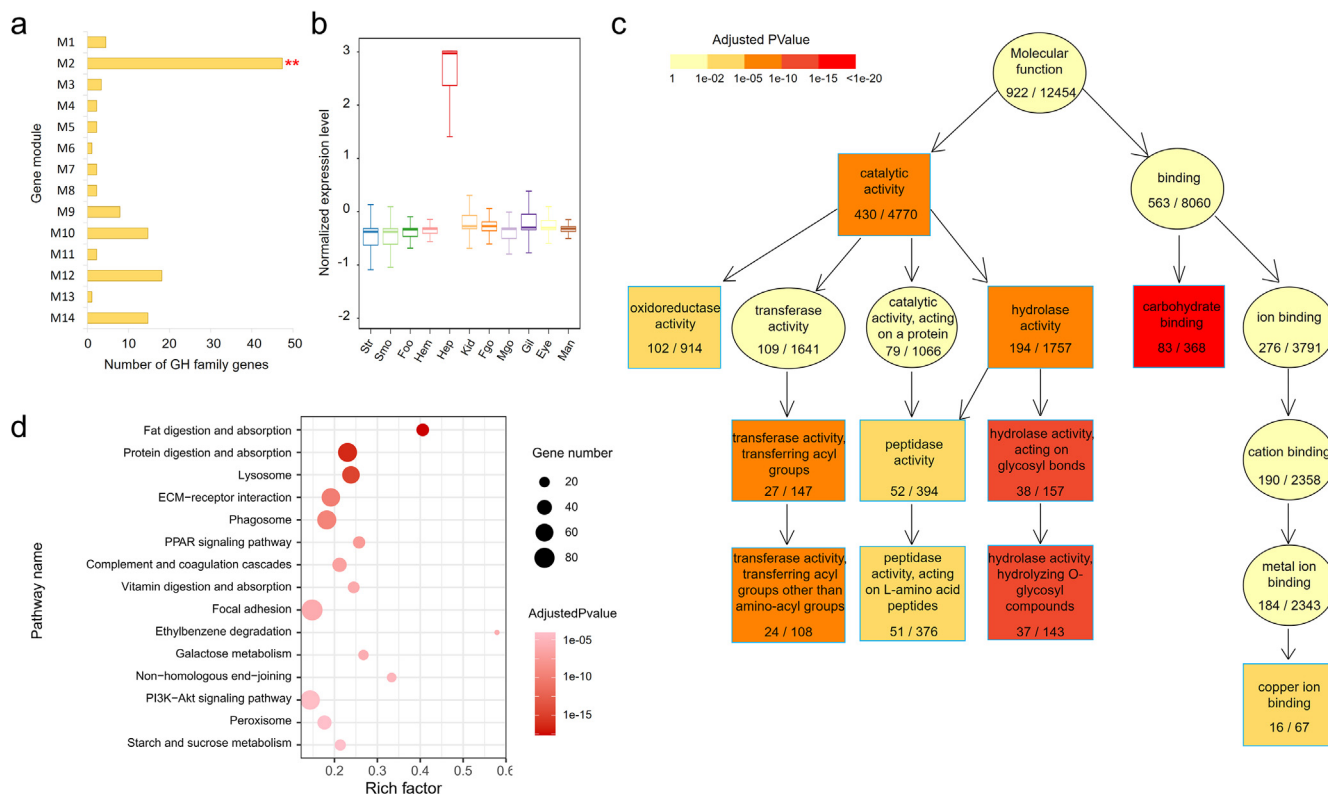 a
Gene module
M1
M2
**
M3
M4
M5
M6
M7
M8
M9
M10
M11
M12
M13
M14
0
10
20
30
40
50
Number of GH family genes
b
Normalized expression level
3
2
1
0
-1
-2
Str
Smo
Foo
Hem
Hep
Kid
Fgo
Mgo
Gil
Eye
Man
c
Adjusted PValue
1
1e-02
1e-05
1e-10
1e-15
<1e-20
Molecular
function
922 / 12454
catalytic
activity
430 / 4770
binding
563 / 8060
oxidoreductase
activity
102 / 914
transferase activity
109 / 1641
catalytic
activity, acting
on a protein
79 / 1066
hydrolase
activity
194 / 1757
carbohydrate
binding
83 / 368
ion binding
276 / 3791
transferase activity,
transferring acyl
groups
27 / 147
peptidase
activity
52 / 394
hydrolase activity,
acting on
glycosyl bonds
38 / 157
cation binding
190 / 2358
transferase activity,
transferring acyl
groups other than
amino-acyl groups
24 / 108
peptidase
activity, acting
on L-amino acid
peptides
51 / 376
hydrolase activity,
hydrolyzing O-
glycosyl
compounds
37 / 143
metal ion
binding
184 / 2343
copper ion
binding
16 / 67
d
Pathway name
Fat digestion and absorption
Protein digestion and absorption
Lysosome
ECM−receptor interaction
Phagosome
PPAR signaling pathway
Complement and coagulation cascades
Vitamin digestion and absorption
Focal adhesion
Ethylbenzene degradation
Galactose metabolism
Non−homologous end−joining
PI3K−Akt signaling pathway
Peroxisome
Starch and sucrose metabolism
0.2
0.3
0.4
0.5
0.6
Rich factor
Gene number
20
40
60
80
AdjustedPvalue
1e−05
1e−10
1e−15